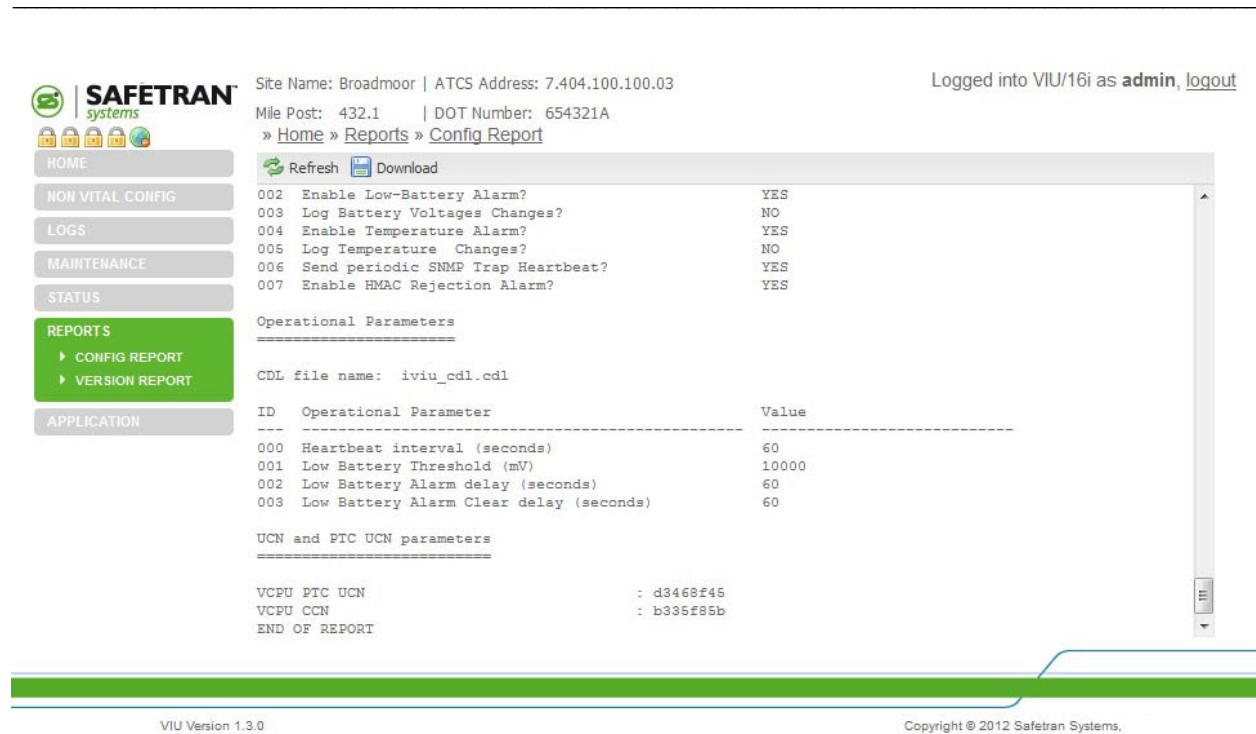 SAFETRAN™
systems
Site Name: Broadmoor | ATCS Address: 7.404.100.100.03
Mile Post: 432.1 | DOT Number: 654321A
» Home » Reports » Config Report
Logged into VIU/16i as admin, logout
HOME
NON VITAL CONFIG
LOGS
MAINTENANCE
STATUS
REPORTS
CONFIG REPORT
VERSION REPORT
APPLICATION
Refresh Download
002 Enable Low-Battery Alarm? YES
003 Log Battery Voltages Changes? NO
004 Enable Temperature Alarm? YES
005 Log Temperature Changes? NO
006 Send periodic SNMP Trap Heartbeat? YES
007 Enable HMAC Rejection Alarm? YES
Operational Parameters
======================
CDL file name: iviu_cdl.cdl
ID Operational Parameter Value
--- ------------------------------------------------- ----------------------------
000 Heartbeat interval (seconds) 60
001 Low Battery Threshold (mV) 10000
002 Low Battery Alarm delay (seconds) 60
003 Low Battery Alarm Clear delay (seconds) 60
UCN and PTC UCN parameters
==========================
VCPU PTC UCN : d3468f45
VCPU CCN : b335f85b
END OF REPORT
VIU Version 1.3.0
Copyright © 2012 Safetran Systems,